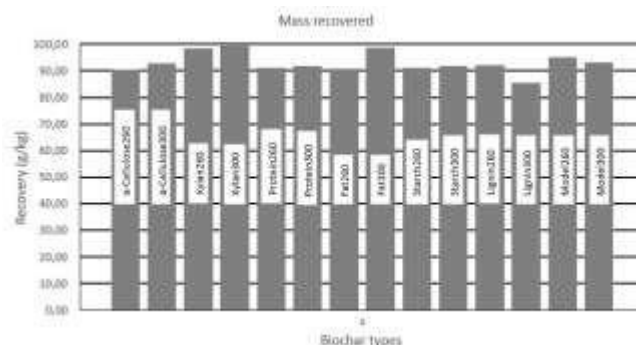 Mass recovered
Recovery (g/kg)
100,00
90,00
80,00
70,00
60,00
50,00
40,00
30,00
20,00
10,00
0,00
α-Cellulose260
α-Cellulose300
Xylan260
Xylan300
Protein260
Protein300
Fat260
Fat300
Starch260
Starch300
Lignin260
Lignin300
Model260
Model300
Biochar types